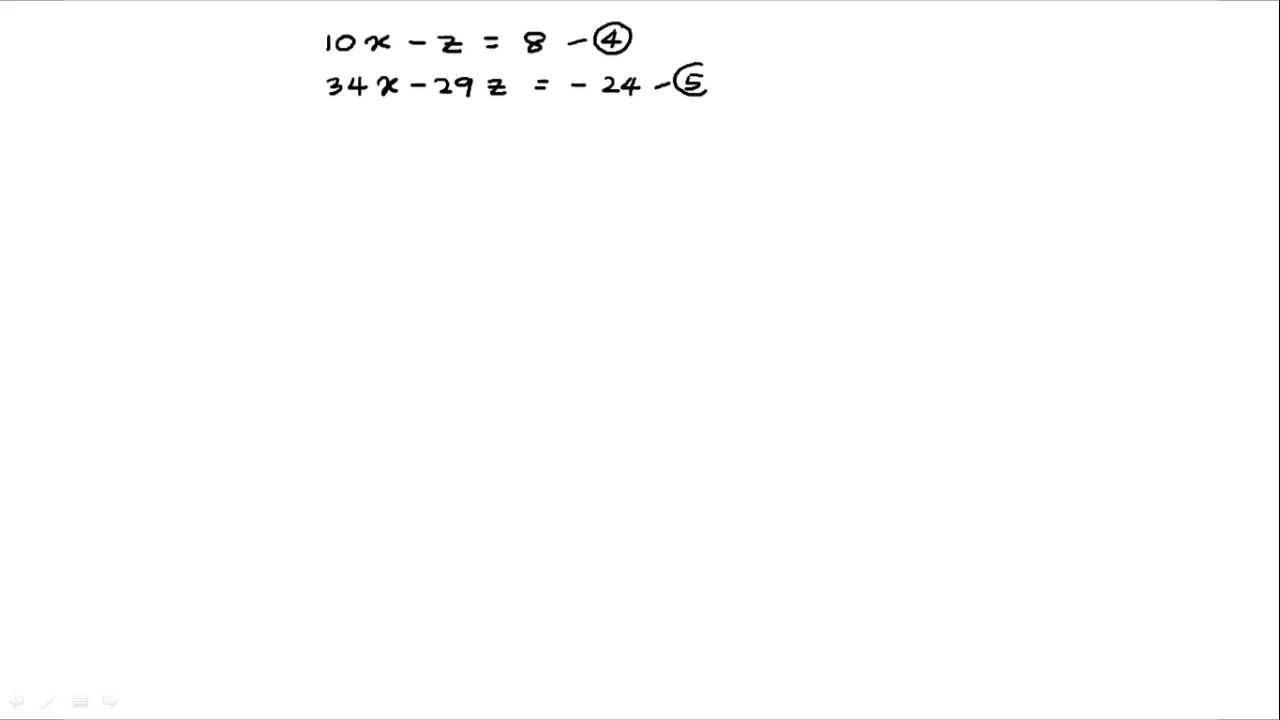 10x - z = 8 - ④
34x - 29z = - 24 - ⑤